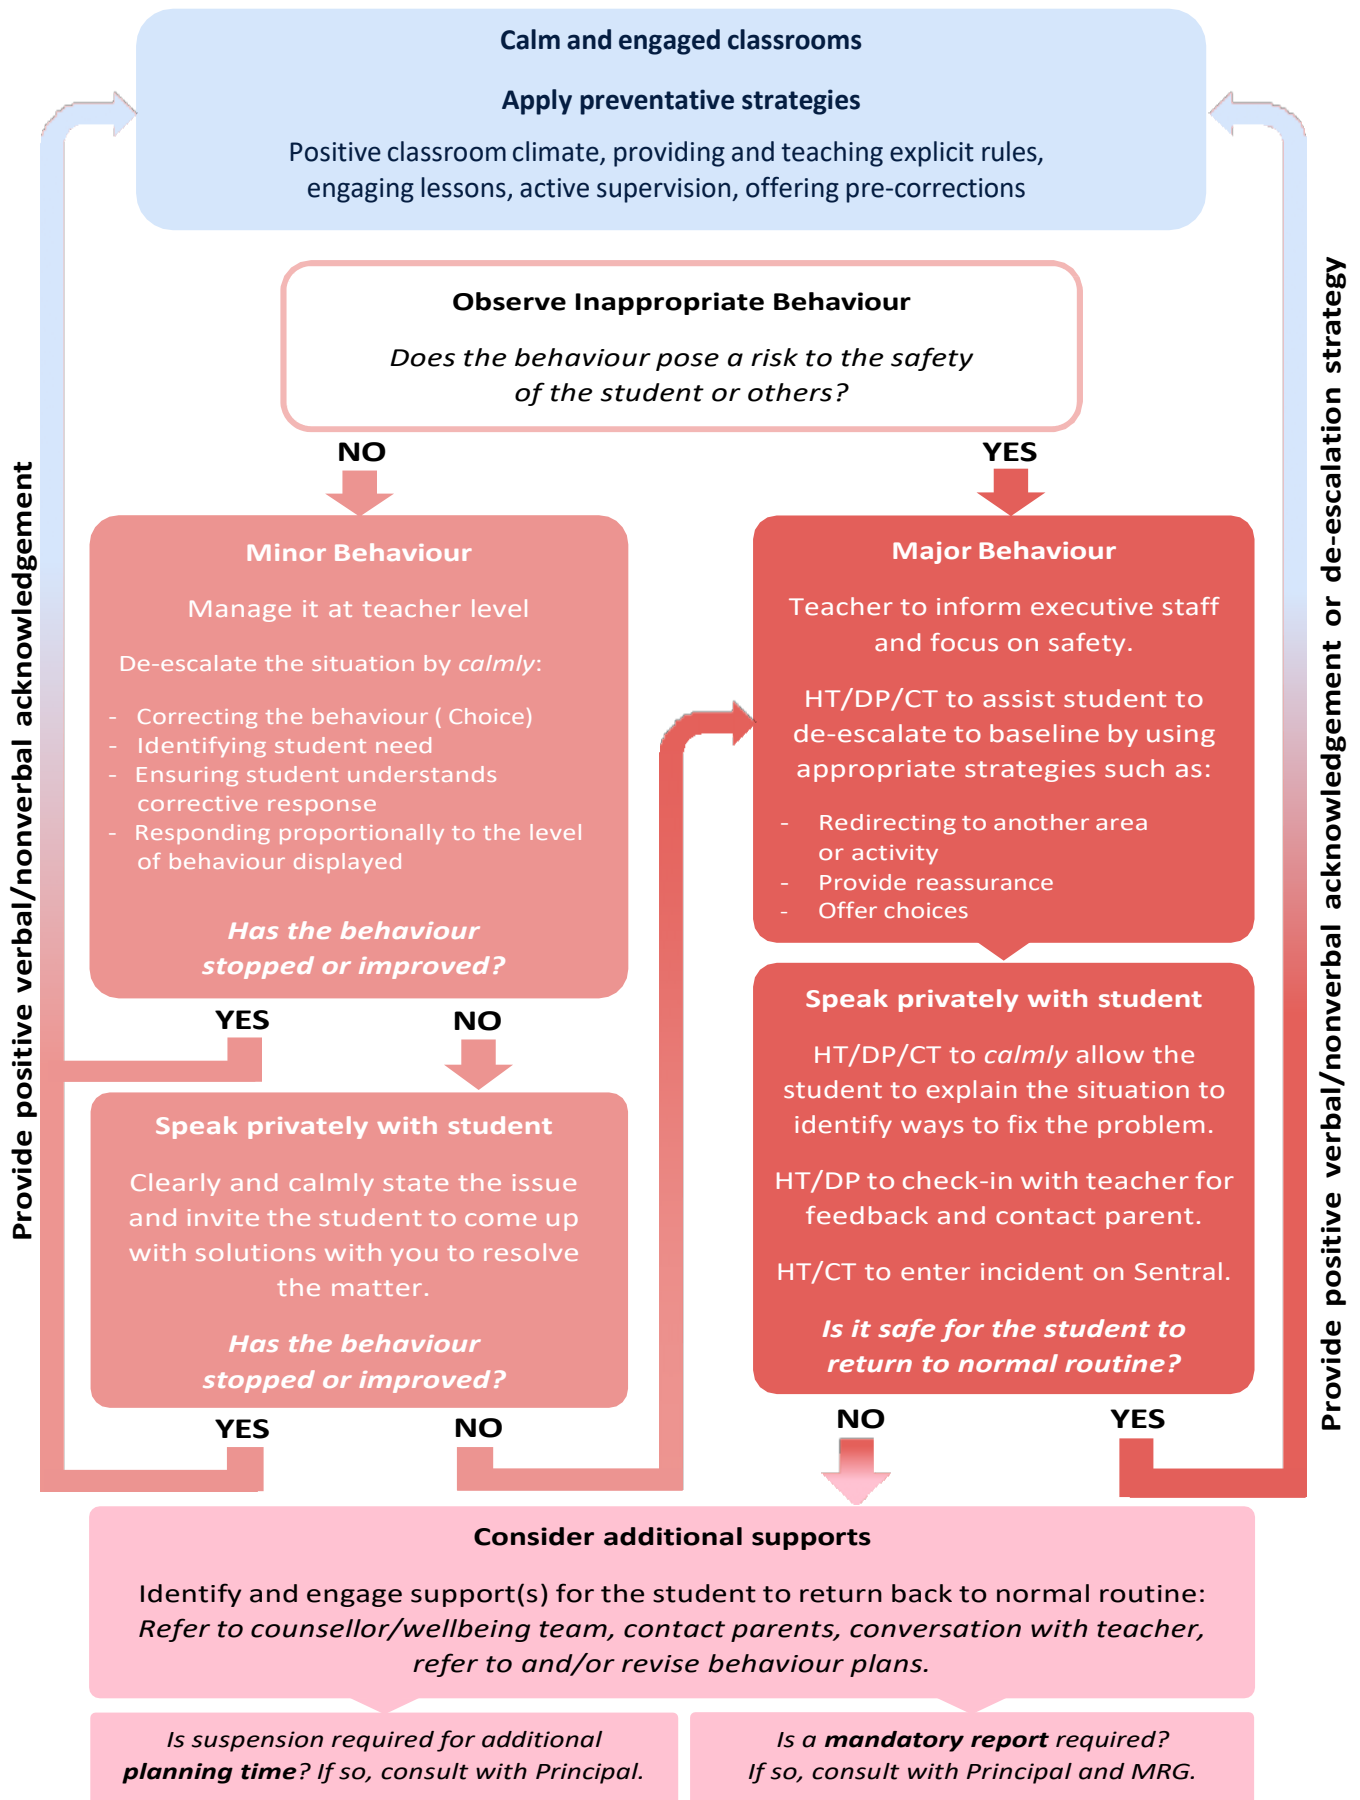 Calm and engaged classrooms
Apply preventative strategies
Positive classroom climate, providing and teaching explicit rules,
engaging lessons, active supervision, offering pre-corrections
Observe Inappropriate Behaviour
Does the behaviour pose a risk to the safety
of the student or others?
NO
YES
Minor Behaviour
Manage it at teacher level
De-escalate the situation by calmly:
- Correcting the behaviour ( Choice)
- Identifying student need
- Ensuring student understands
corrective response
- Responding proportionally to the level
of behaviour displayed
Has the behaviour
stopped or improved?
YES
NO
Speak privately with student
Clearly and calmly state the issue
and invite the student to come up
with solutions with you to resolve
the matter.
Has the behaviour
stopped or improved?
YES
NO
Major Behaviour
Teacher to inform executive staff
and focus on safety.
HT/DP/CT to assist student to
de-escalate to baseline by using
appropriate strategies such as:
- Redirecting to another area
or activity
- Provide reassurance
- Offer choices
Speak privately with student
HT/DP/CT to calmly allow the
student to explain the situation to
identify ways to fix the problem.
HT/DP to check-in with teacher for
feedback and contact parent.
HT/CT to enter incident on Sentral.
Is it safe for the student to
return to normal routine?
NO
YES
Consider additional supports
Identify and engage support(s) for the student to return back to normal routine:
Refer to counsellor/wellbeing team, contact parents, conversation with teacher,
refer to and/or revise behaviour plans.
Is suspension required for additional
planning time? If so, consult with Principal.
Is a mandatory report required?
If so, consult with Principal and MRG.
Provide positive verbal/nonverbal acknowledgement
Provide positive verbal/nonverbal acknowledgement or de-escalation strategy